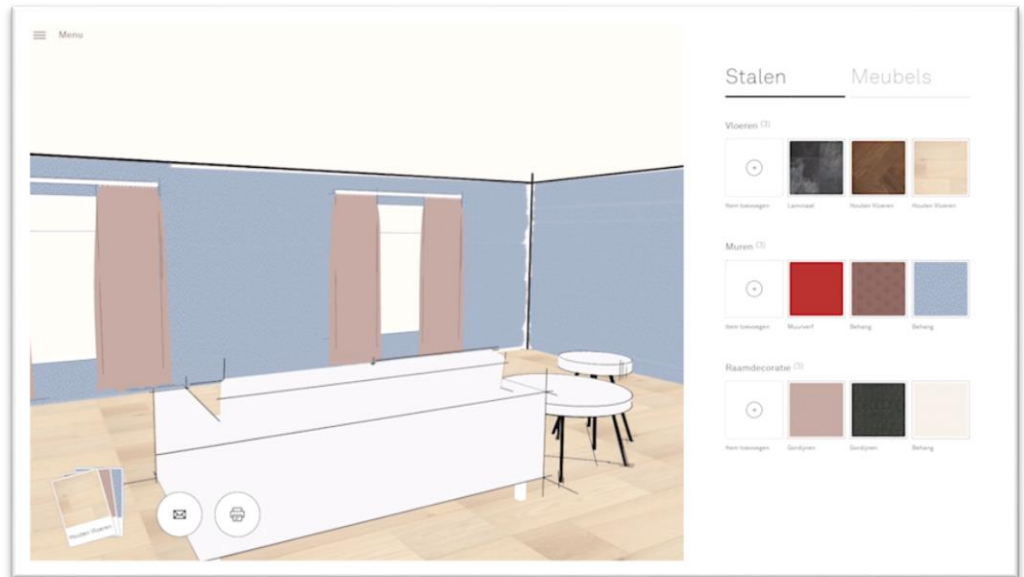 Menu
Stalen Meubels
Vloeren (3)
Item toevoegen Laminaat Houten Vloeren Houten Vloeren
Muren (3)
Item toevoegen Muurverf Behang Behang
Raamdecoratie (3)
Item toevoegen Gordijnen Gordijnen Behang
Houten Vloeren